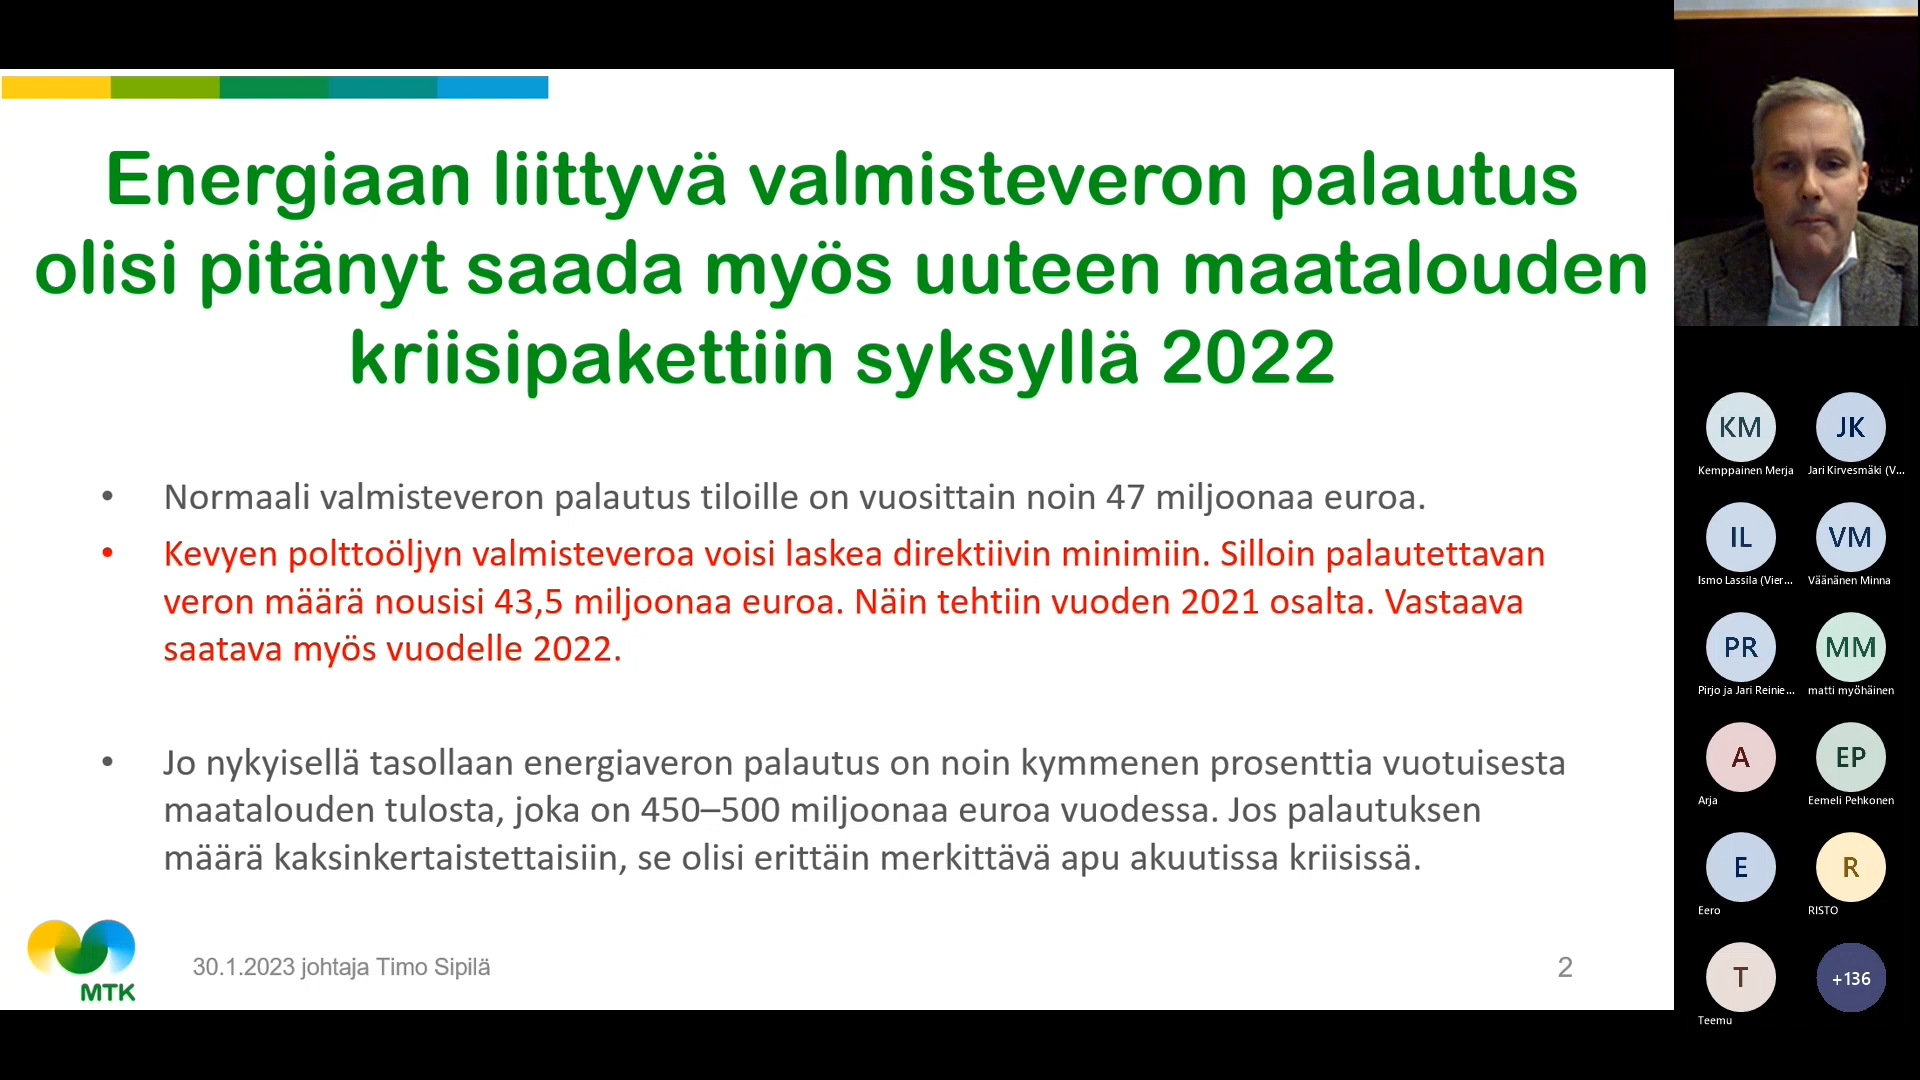 Energiaan liittyvä valmisteveron palautus
olisi pitänyt saada myös uuteen maatalouden
kriisipakettiin syksyllä 2022
• Normaali valmisteveron palautus tiloille on vuosittain noin 47 miljoonaa euroa.
• Kevyen polttoöljyn valmisteveroa voisi laskea direktiivin minimiin. Silloin palautettavan
veron määrä nousisi 43,5 miljoonaa euroa. Näin tehtiin vuoden 2021 osalta. Vastaava
saatava myös vuodelle 2022.
• Jo nykyisellä tasollaan energiaveron palautus on noin kymmenen prosenttia vuotuisesta
maatalouden tulosta, joka on 450–500 miljoonaa euroa vuodessa. Jos palautuksen
määrä kaksinkertaistettaisiin, se olisi erittäin merkittävä apu akuutissa kriisissä.
MTK
30.1.2023 johtaja Timo Sipilä
2
KM
Kemppainen Merja
JK
Jari Kirvesmäki (V...
IL
Ismo Lassila (Vier...
VM
Väänänen Minna
PR
Pirjo ja Jari Reinie...
MM
matti myöhäinen
A
Arja
EP
Eemeli Pehkonen
E
Eero
R
RISTO
T
Teemu
+136